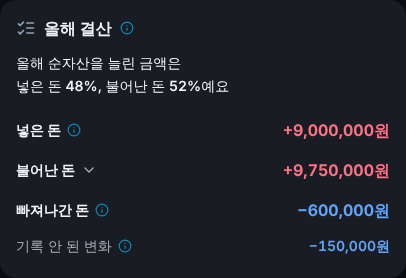 올해 결산
올해 순자산을 늘린 금액은
넣은 돈 48%, 불어난 돈 52%예요
넣은 돈 +9,000,000원
불어난 돈 +9,750,000원
빠져나간 돈 −600,000원
기록 안 된 변화 −150,000원